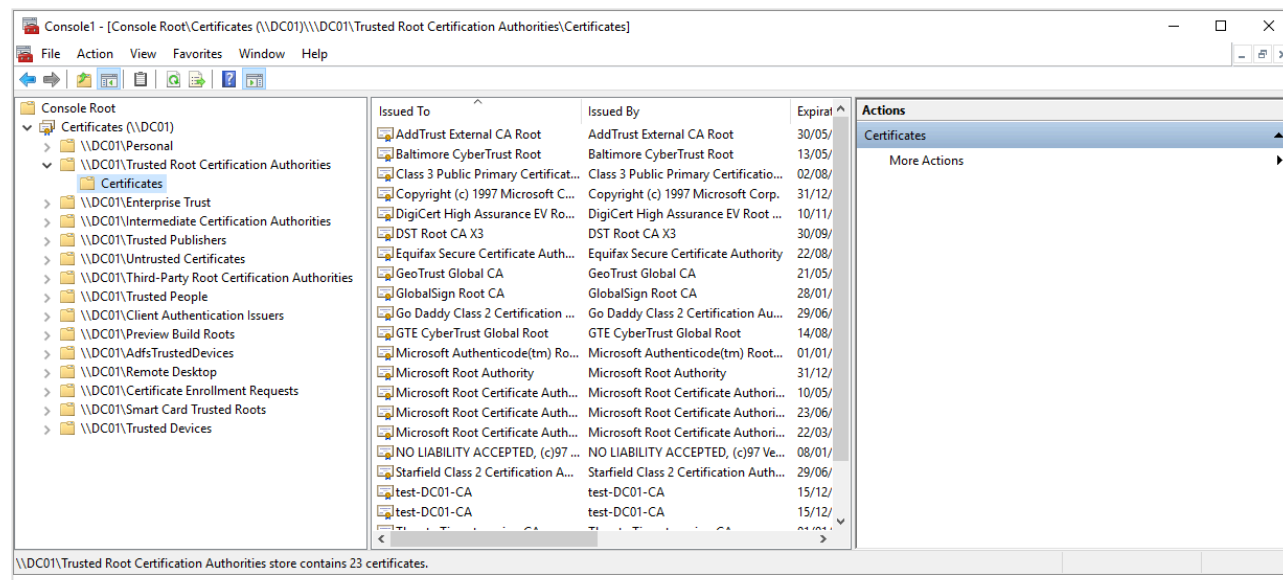 Console1 - [Console Root\Certificates (\\DC01)\\\DC01\Trusted Root Certification Authorities\Certificates]
File Action View Favorites Window Help
Console Root
Certificates (\\DC01)
\\DC01\Personal
\\DC01\Trusted Root Certification Authorities
Certificates
\\DC01\Enterprise Trust
\\DC01\Intermediate Certification Authorities
\\DC01\Trusted Publishers
\\DC01\Untrusted Certificates
\\DC01\Third-Party Root Certification Authorities
\\DC01\Trusted People
\\DC01\Client Authentication Issuers
\\DC01\Preview Build Roots
\\DC01\AdfsTrustedDevices
\\DC01\Remote Desktop
\\DC01\Certificate Enrollment Requests
\\DC01\Smart Card Trusted Roots
\\DC01\Trusted Devices
Issued To Issued By Expirat
AddTrust External CA Root AddTrust External CA Root 30/05/
Baltimore CyberTrust Root Baltimore CyberTrust Root 13/05/
Class 3 Public Primary Certificat... Class 3 Public Primary Certificatio... 02/08/
Copyright (c) 1997 Microsoft C... Copyright (c) 1997 Microsoft Corp. 31/12/
DigiCert High Assurance EV Ro... DigiCert High Assurance EV Root ... 10/11/
DST Root CA X3 DST Root CA X3 30/09/
Equifax Secure Certificate Auth... Equifax Secure Certificate Authority 22/08/
GeoTrust Global CA GeoTrust Global CA 21/05/
GlobalSign Root CA GlobalSign Root CA 28/01/
Go Daddy Class 2 Certification ... Go Daddy Class 2 Certification Au... 29/06/
GTE CyberTrust Global Root GTE CyberTrust Global Root 14/08/
Microsoft Authenticode(tm) Ro... Microsoft Authenticode(tm) Root... 01/01/
Microsoft Root Authority Microsoft Root Authority 31/12/
Microsoft Root Certificate Auth... Microsoft Root Certificate Authori... 10/05/
Microsoft Root Certificate Auth... Microsoft Root Certificate Authori... 23/06/
Microsoft Root Certificate Auth... Microsoft Root Certificate Authori... 22/03/
NO LIABILITY ACCEPTED, (c)97 ... NO LIABILITY ACCEPTED, (c)97 Ve... 08/01/
Starfield Class 2 Certification A... Starfield Class 2 Certification Auth... 29/06/
test-DC01-CA test-DC01-CA 15/12/
test-DC01-CA test-DC01-CA 15/12/
Actions
Certificates
More Actions
\\DC01\Trusted Root Certification Authorities store contains 23 certificates.